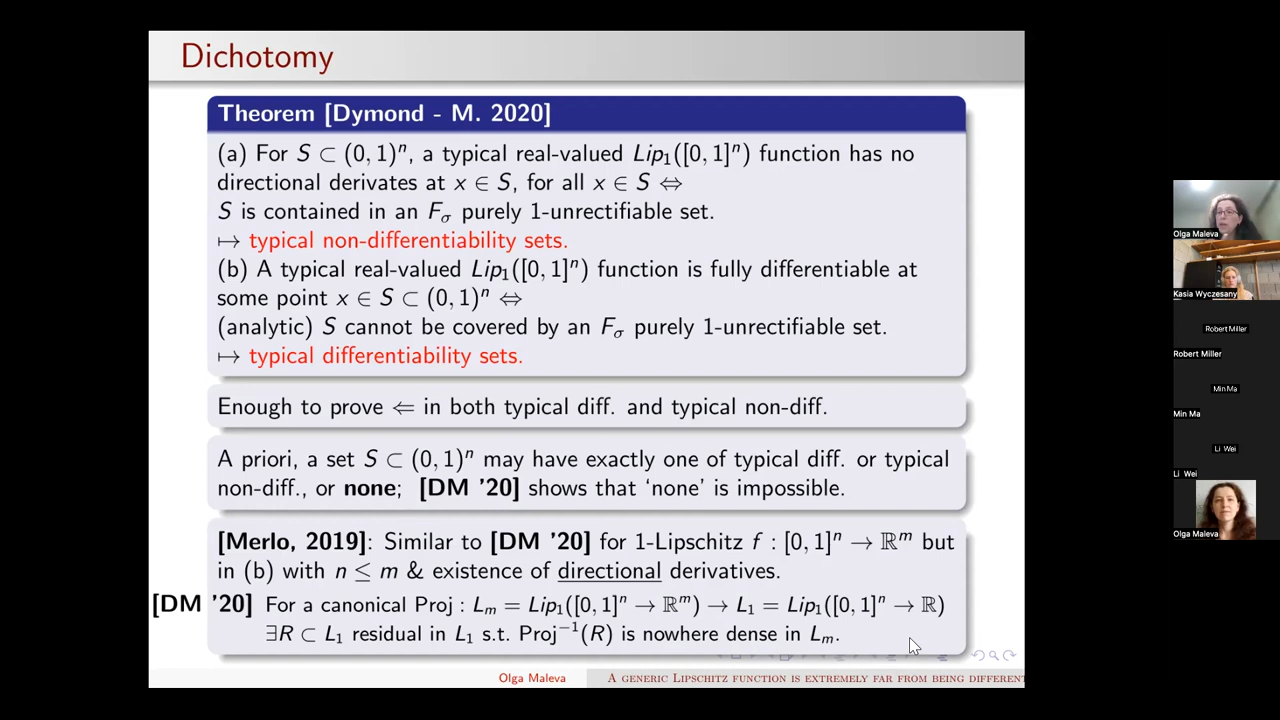 Dichotomy
Theorem [Dymond - M. 2020]
(a) For S ⊂ (0, 1)ⁿ, a typical real-valued Lip₁([0, 1]ⁿ) function has no
directional derivates at x ∈ S, for all x ∈ S ⇔
S is contained in an Fσ purely 1-unrectifiable set.
↦ typical non-differentiability sets.
(b) A typical real-valued Lip₁([0, 1]ⁿ) function is fully differentiable at
some point x ∈ S ⊂ (0, 1)ⁿ ⇔
(analytic) S cannot be covered by an Fσ purely 1-unrectifiable set.
↦ typical differentiability sets.
Enough to prove ⇐ in both typical diff. and typical non-diff.
A priori, a set S ⊂ (0, 1)ⁿ may have exactly one of typical diff. or typical
non-diff., or none; [DM '20] shows that ‘none’ is impossible.
[Merlo, 2019]: Similar to [DM '20] for 1-Lipschitz f : [0, 1]ⁿ → ℝᵐ but
in (b) with n ≤ m & existence of directional derivatives.
[DM '20] For a canonical Proj : Lₘ = Lip₁([0, 1]ⁿ → ℝᵐ) → L₁ = Lip₁([0, 1]ⁿ → ℝ)
∃R ⊂ L₁ residual in L₁ s.t. Proj⁻¹(R) is nowhere dense in Lₘ.
Olga Maleva A GENERIC LIPSCHITZ FUNCTION IS EXTREMELY FAR FROM BEING DIFFEREN
Olga Maleva
Kasia Wyczesany
Robert Miller
Robert Miller
Min Ma
Min Ma
Li Wei
Li Wei
Olga Maleva